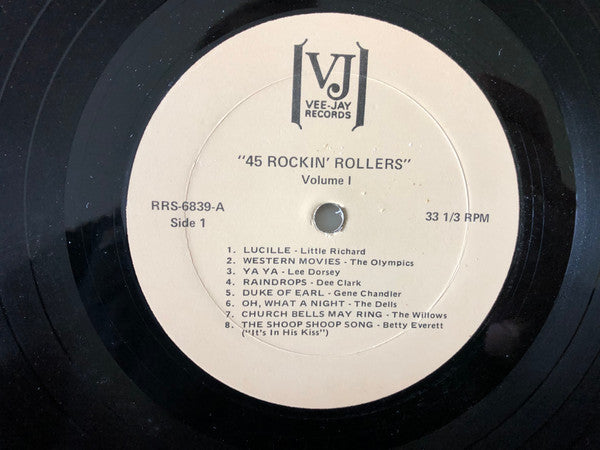 VJ
VEE-JAY
RECORDS
"45 ROCKIN' ROLLERS"
Volume I
RRS-6839-A
Side 1
33 1/3 RPM
1. LUCILLE - Little Richard
2. WESTERN MOVIES - The Olympics
3. YA YA - Lee Dorsey
4. RAINDROPS - Dee Clark
5. DUKE OF EARL - Gene Chandler
6. OH, WHAT A NIGHT - The Dells
7. CHURCH BELLS MAY RING - The Willows
8. THE SHOOP SHOOP SONG - Betty Everett
(''It's In His Kiss'')